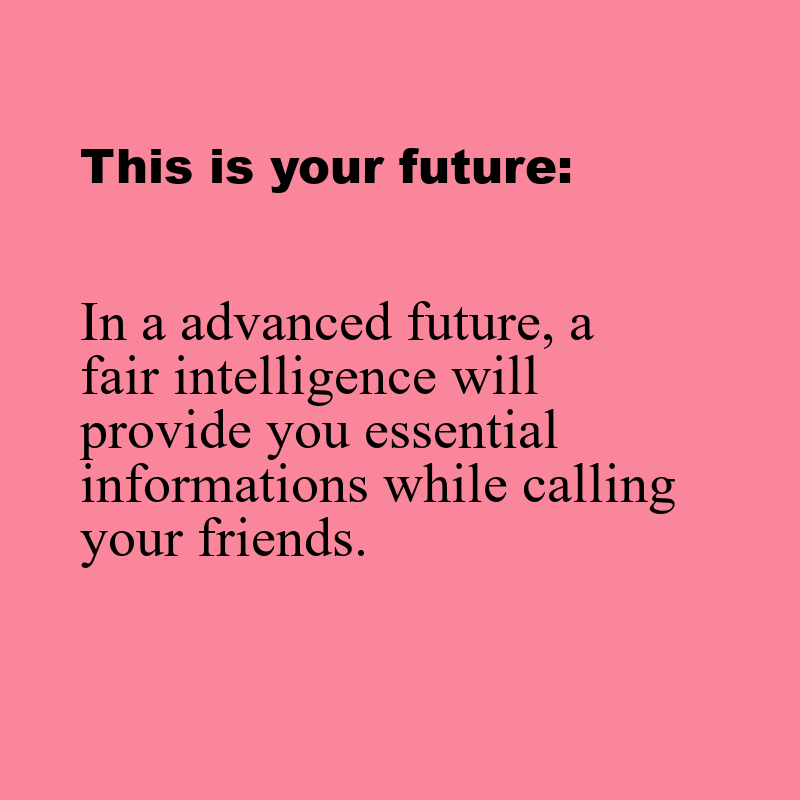 This is your future:
In a advanced future, a
fair intelligence will
provide you essential
informations while calling
your friends.